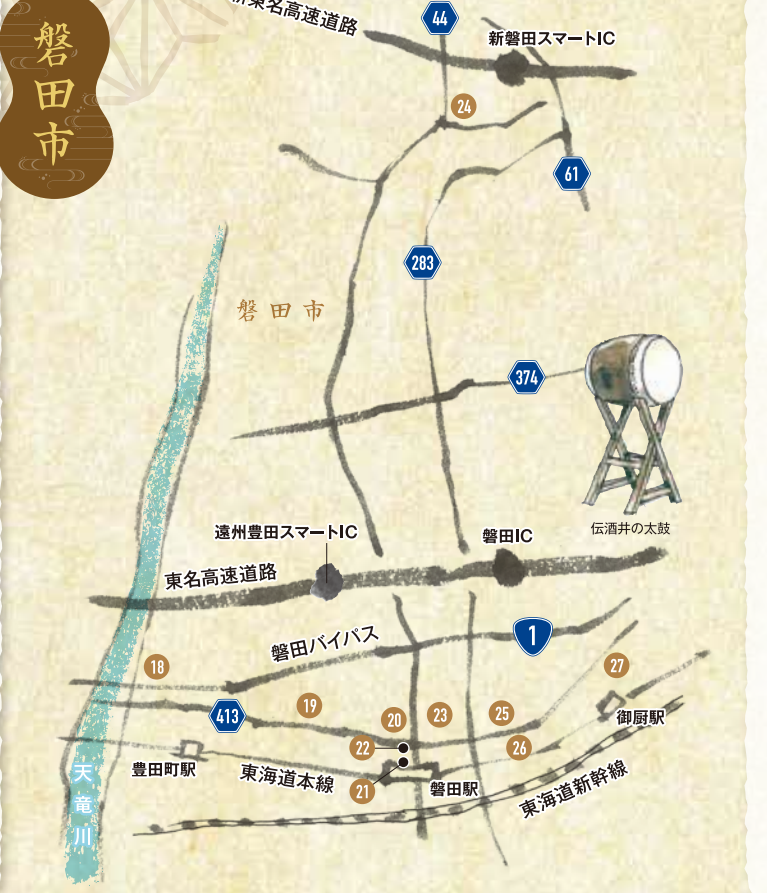 新東名高速道路
44
新磐田スマートIC
磐田市
24
61
283
磐田市
374
伝酒井の太鼓
遠州豊田スマートIC
磐田IC
東名高速道路
磐田バイパス
1
18
27
413
19
20
23
25
御厨駅
22
26
豊田町駅
東海道本線
21
磐田駅
東海道新幹線
天竜川